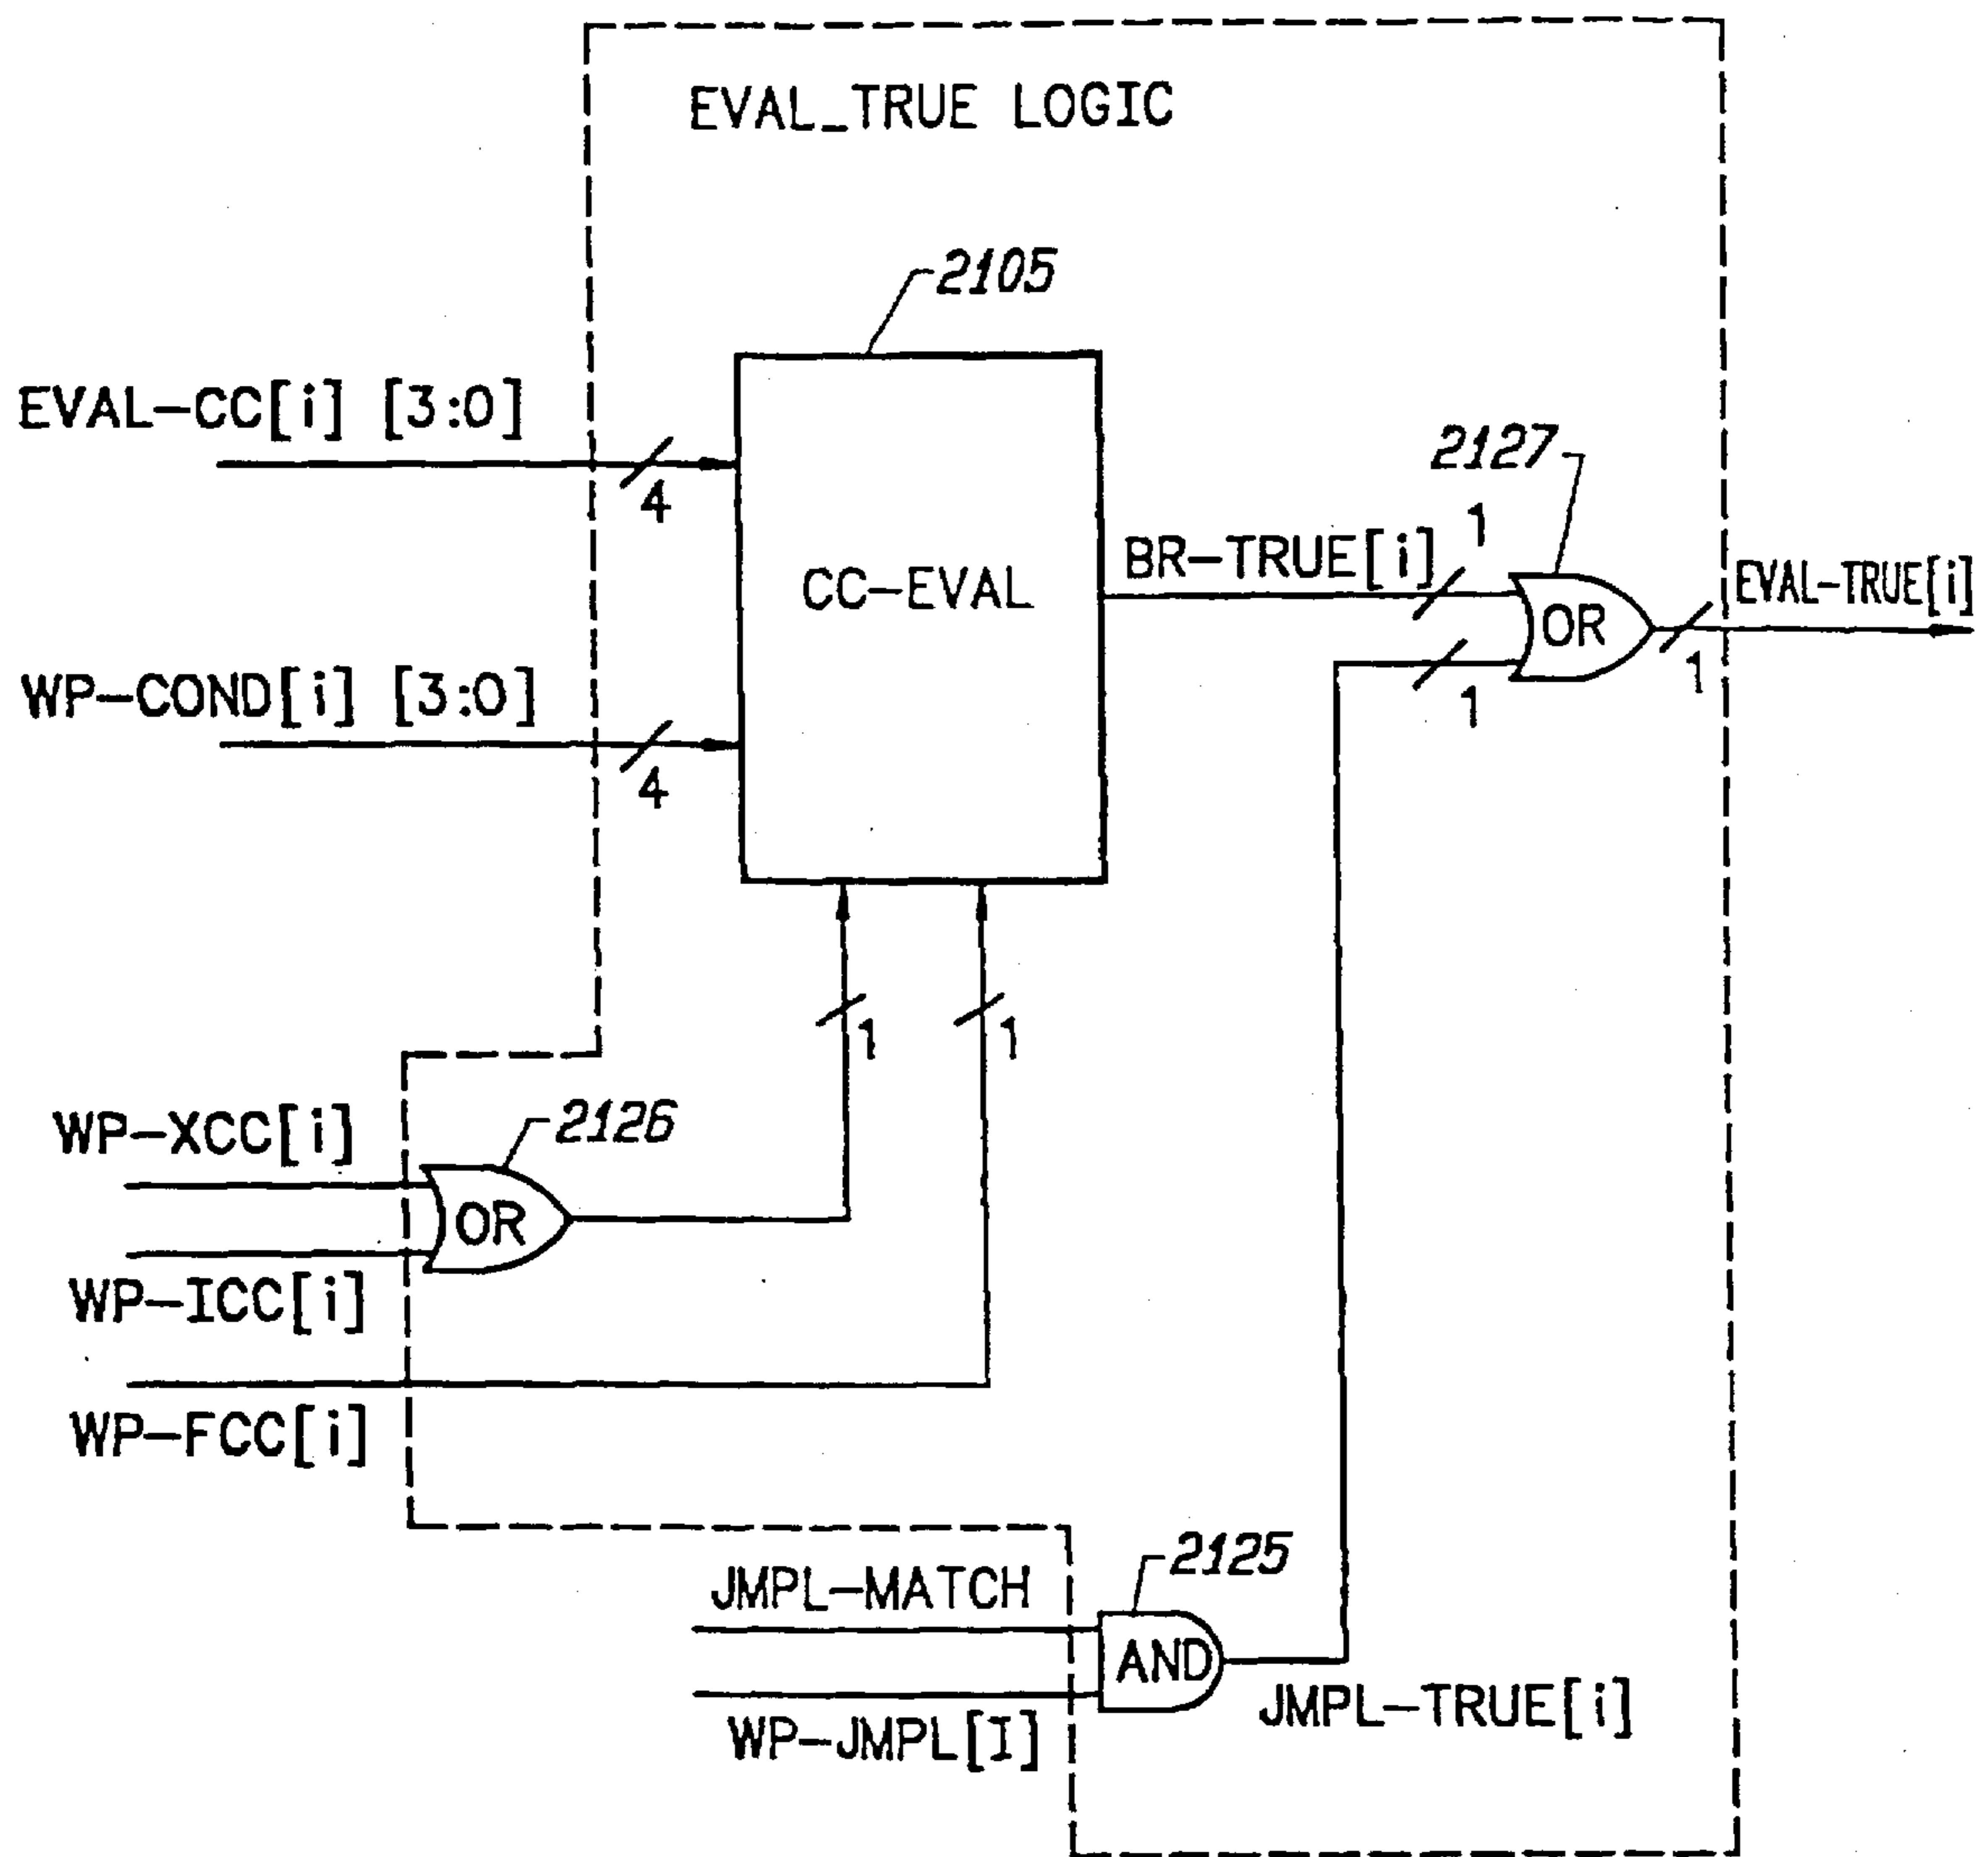 EVAL_TRUE LOGIC
2105
EVAL-CC[i] [3:0]
4
2127
1
BR-TRUE[i]
EVAL-TRUE[i]
CC-EVAL
OR
1
1
WP-COND[i] [3:0]
4
1
1
WP-XCC[i]
2126
OR
WP-ICC[i]
WP-FCC[i]
2125
JMPL-MATCH
AND
JMPL-TRUE[i]
WP-JMPL[I]